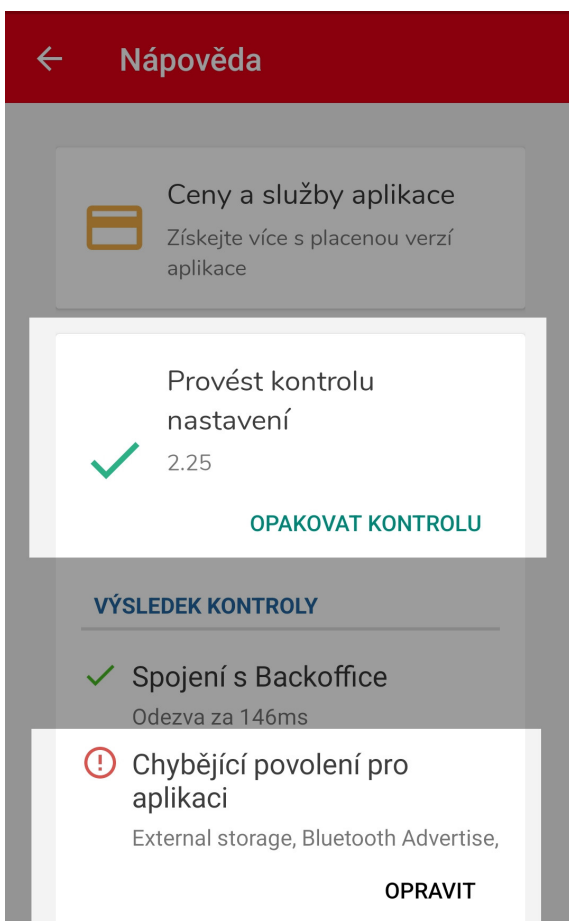 Nápověda
Ceny a služby aplikace
Získejte více s placenou verzí
aplikace
Provést kontrolu
nastavení
2.25
OPAKOVAT KONTROLU
VÝSLEDEK KONTROLY
Spojení s Backoffice
Odezva za 146ms
Chybějící povolení pro
aplikaci
External storage, Bluetooth Advertise,
OPRAVIT